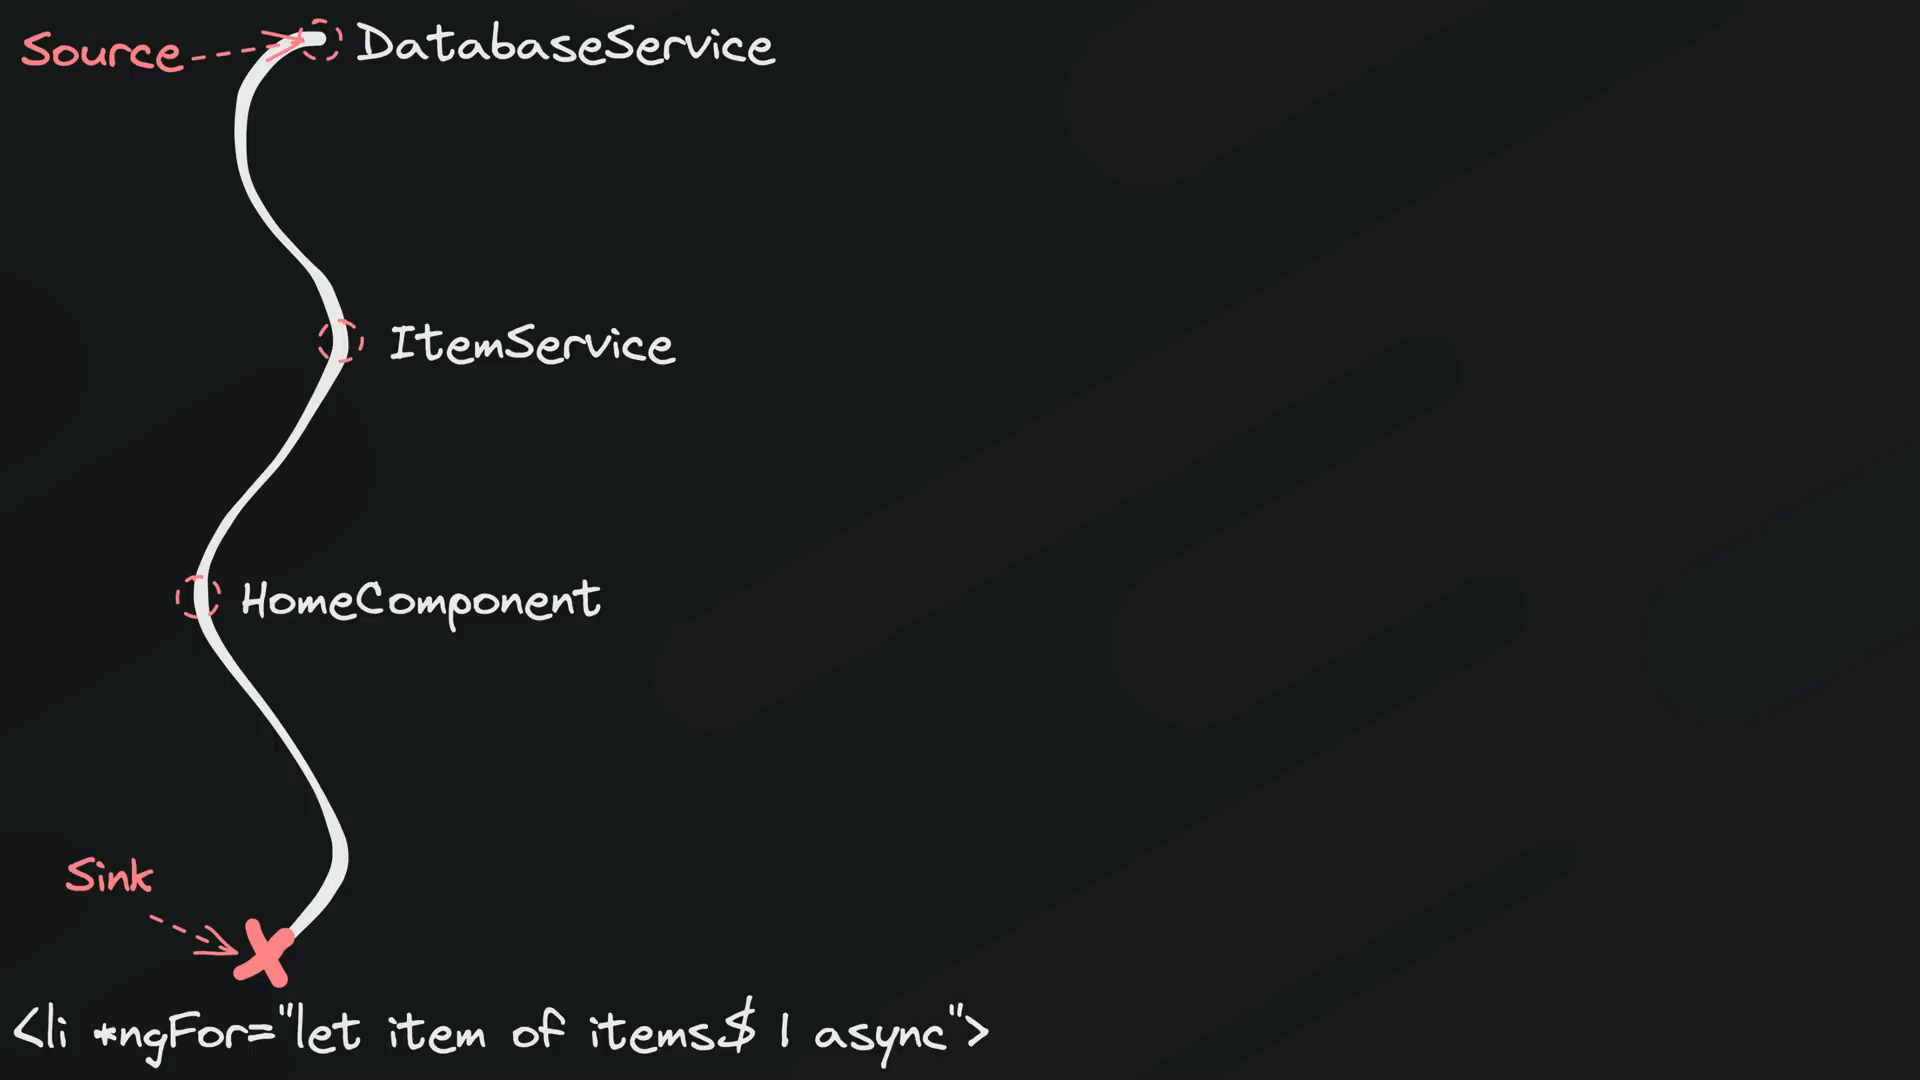 Source
DatabaseService
ItemService
HomeComponent
Sink
<li *ngFor="let item of items$ | async">